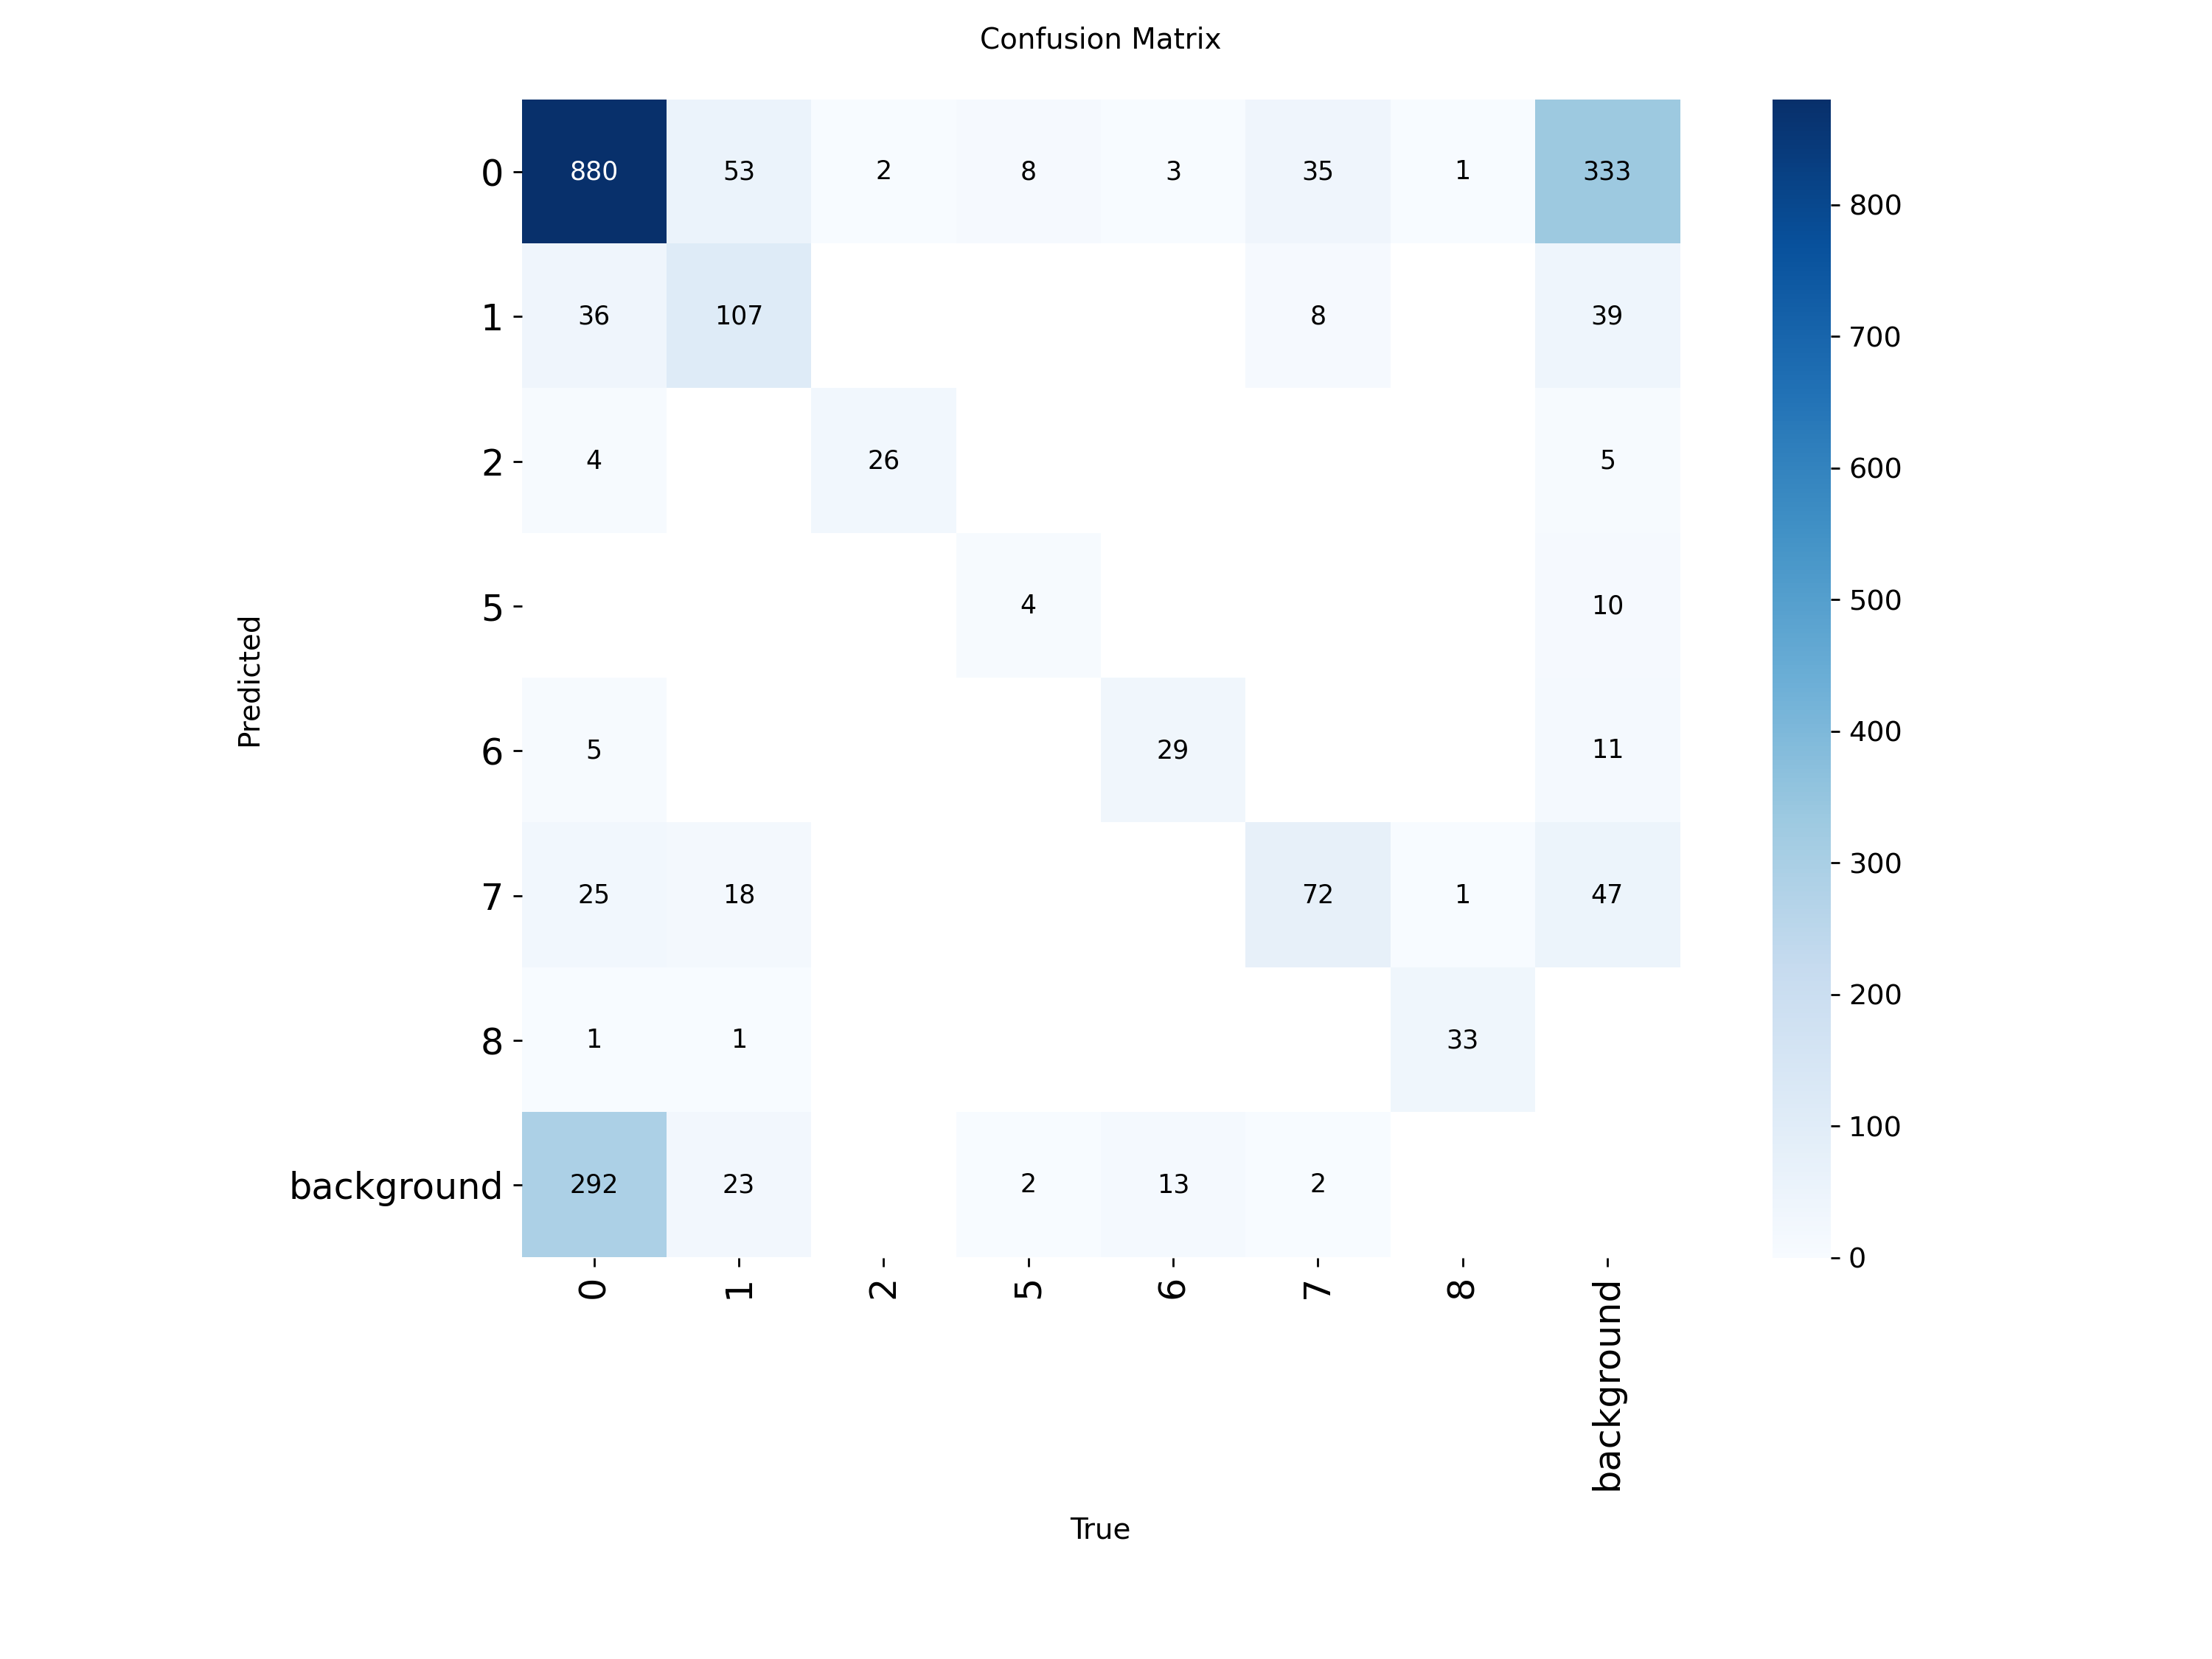 Confusion Matrix
0 880 53 2 8 3 35 1 333
1 36 107 8 39
2 4 26 5
5 4 10
6 5 29 11
7 25 18 72 1 47
8 1 1 33
background 292 23 2 13 2
0 1 2 5 6 7 8 background
True
Predicted
800
700
600
500
400
300
200
100
0